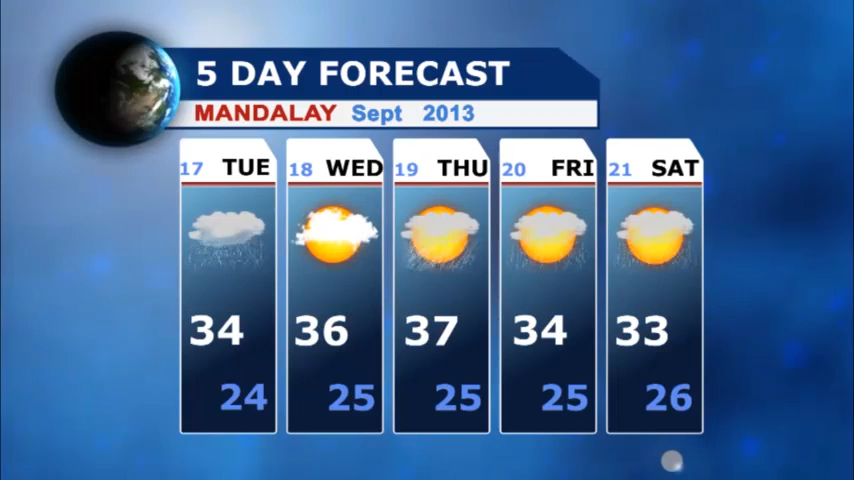 5 DAY FORECAST
MANDALAY Sept 2013
17 TUE 18 WED 19 THU 20 FRI 21 SAT
34 36 37 34 33
24 25 25 25 26